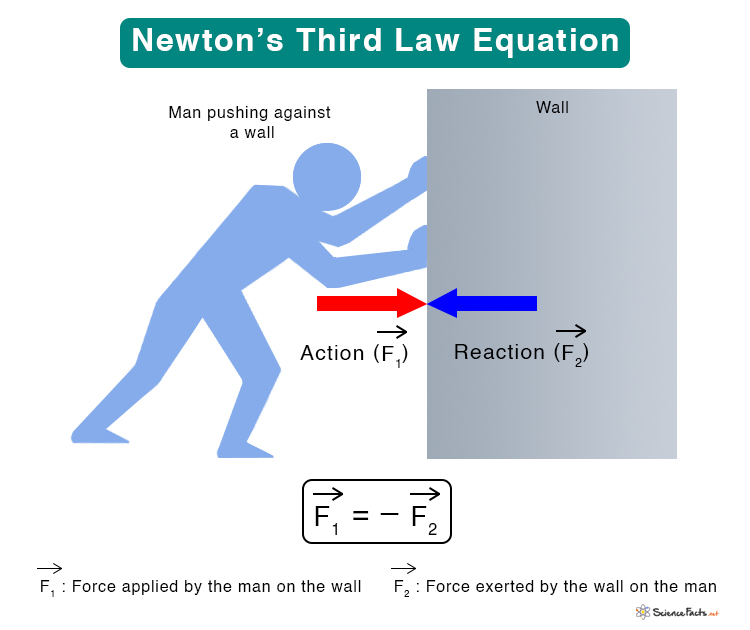 Newton's Third Law Equation
Man pushing against
a wall
Wall
Action (F₁)
Reaction (F₂)
F₁ = − F₂
F₁ : Force applied by the man on the wall
F₂ : Force exerted by the wall on the man
ScienceFacts.net